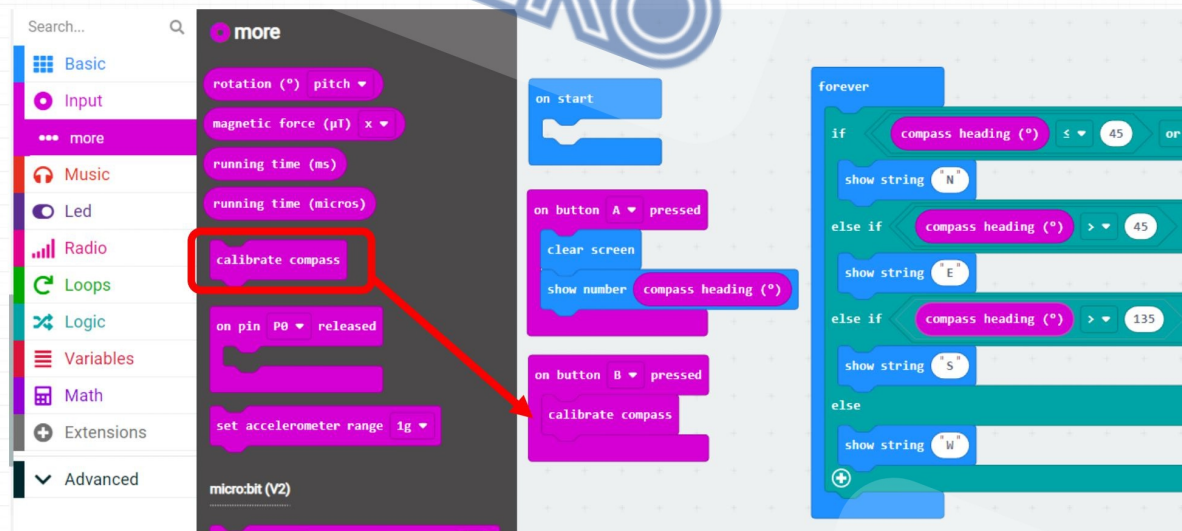 Search...
Basic
Input
more
Music
Led
Radio
Loops
Logic
Variables
Math
Extensions
Advanced
more
rotation (°) pitch
magnetic force (µT) x
running time (ms)
running time (micros)
calibrate compass
on pin P0 released
set accelerometer range 1g
micro:bit (V2)
on start
on button A pressed
clear screen
show number compass heading (°)
on button B pressed
calibrate compass
forever
if compass heading (°) ≤ 45 or
show string "N"
else if compass heading (°) > 45
show string "E"
else if compass heading (°) > 135
show string "S"
else
show string "W"